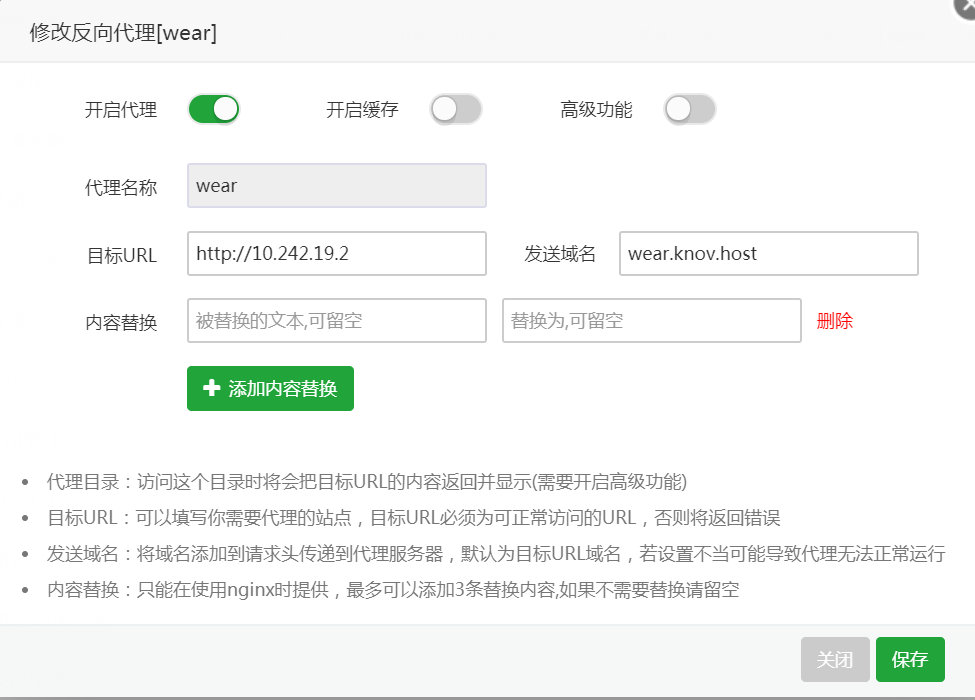 修改反向代理[wear]
开启代理 开启缓存 高级功能
代理名称 wear
目标URL http://10.242.19.2 发送域名 wear.knov.host
内容替换 被替换的文本,可留空 替换为,可留空 删除
添加内容替换
代理目录：访问这个目录时将会把目标URL的内容返回并显示(需要开启高级功能)
目标URL：可以填写你需要代理的站点，目标URL必须为可正常访问的URL，否则将返回错误
发送域名：将域名添加到请求头传递到代理服务器，默认为目标URL域名，若设置不当可能导致代理无法正常运行
内容替换：只能在使用nginx时提供，最多可以添加3条替换内容,如果不需要替换请留空
关闭 保存